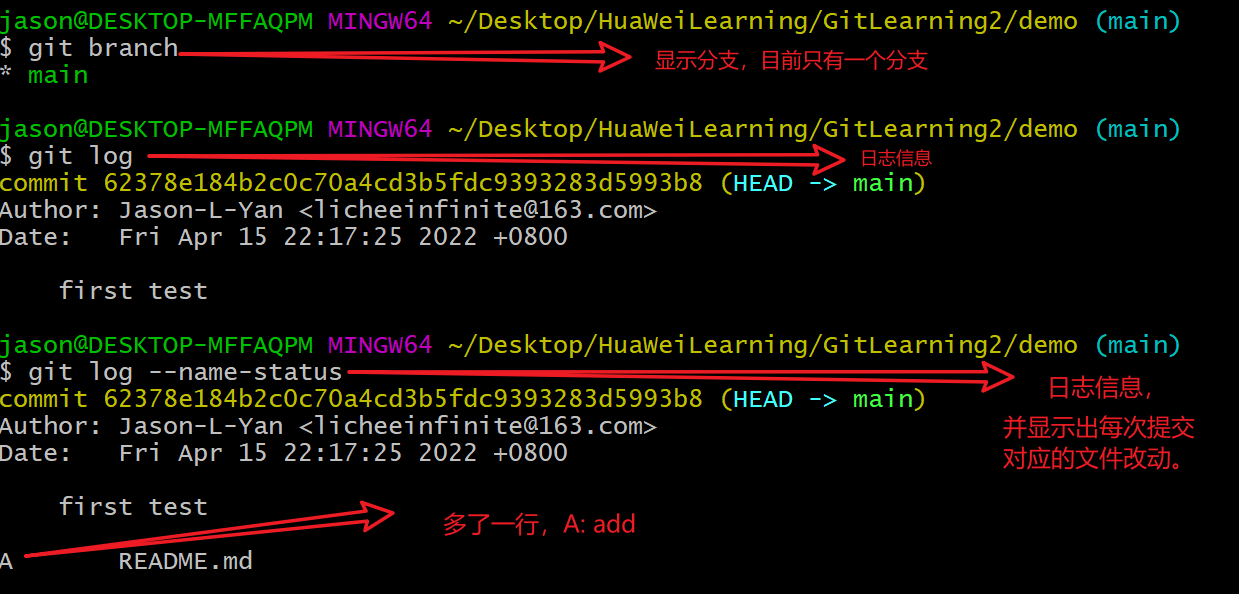 jason@DESKTOP-MFFAQPM MINGW64 ~/Desktop/HuaWeiLearning/GitLearning2/demo (main)
$ git branch
显示分支，目前只有一个分支
* main
jason@DESKTOP-MFFAQPM MINGW64 ~/Desktop/HuaWeiLearning/GitLearning2/demo (main)
$ git log
日志信息
commit 62378e184b2c0c70a4cd3b5fdc9393283d5993b8 (HEAD -> main)
Author: Jason-L-Yan <licheeinfinite@163.com>
Date:   Fri Apr 15 22:17:25 2022 +0800
first test
jason@DESKTOP-MFFAQPM MINGW64 ~/Desktop/HuaWeiLearning/GitLearning2/demo (main)
$ git log --name-status
日志信息，
并显示出每次提交
对应的文件改动。
commit 62378e184b2c0c70a4cd3b5fdc9393283d5993b8 (HEAD -> main)
Author: Jason-L-Yan <licheeinfinite@163.com>
Date:   Fri Apr 15 22:17:25 2022 +0800
first test
多了一行，A: add
A       README.md